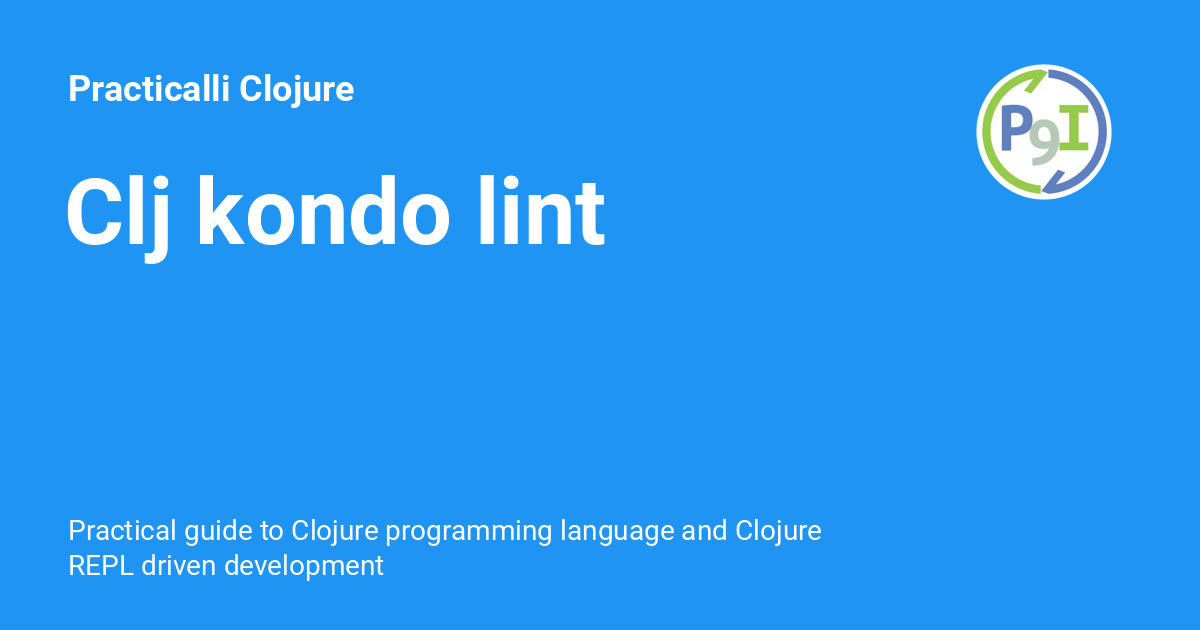 Practicalli Clojure
P9I
Clj kondo lint
Practical guide to Clojure programming language and Clojure
REPL driven development